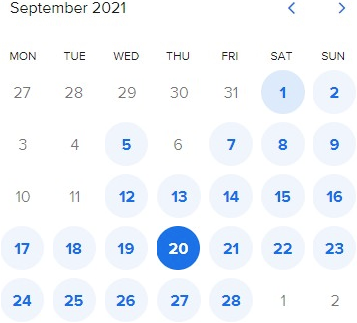 September 2021
MON TUE WED THU FRI SAT SUN
27 28 29 30 31 1 2
3 4 5 6 7 8 9
10 11 12 13 14 15 16
17 18 19 20 21 22 23
24 25 26 27 28 1 2